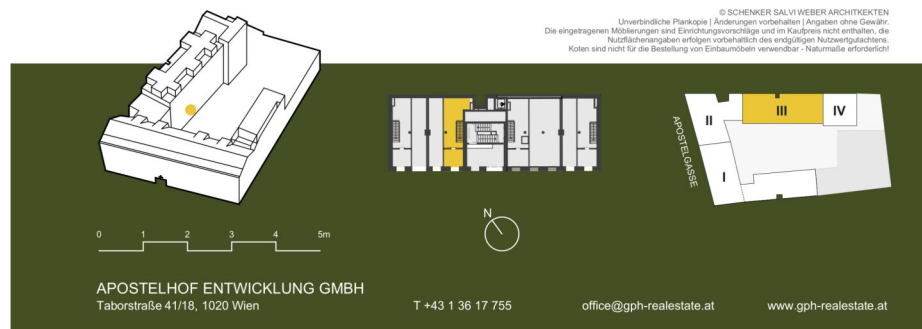 © SCHENKER SALVI WEBER ARCHITKEKTEN
Unverbindliche Plankopie | Änderungen vorbehalten | Angaben ohne Gewähr.
Die eingetragenen Möblierungen sind Einrichtungsvorschläge und im Kaufpreis nicht enthalten, die
Nutzflächenangaben erfolgen vorbehaltlich des endgültigen Nutzwertgutachtens.
Koten sind nicht für die Bestellung von Einbaumöbeln verwendbar - Naturmaße erforderlich!
APOSTELGASSE
II
III
IV
I
N
0 1 2 3 4 5m
APOSTELHOF ENTWICKLUNG GMBH
Taborstraße 41/18, 1020 Wien
T +43 1 36 17 755
office@gph-realestate.at
www.gph-realestate.at